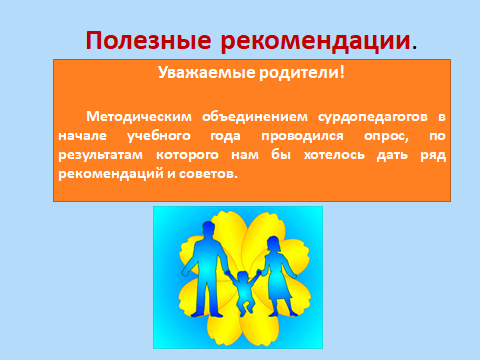 Полезные рекомендации.
Уважаемые родители!
Методическим объединением сурдопедагогов в
начале учебного года проводился опрос, по
результатам которого нам бы хотелось дать ряд
рекомендаций и советов.